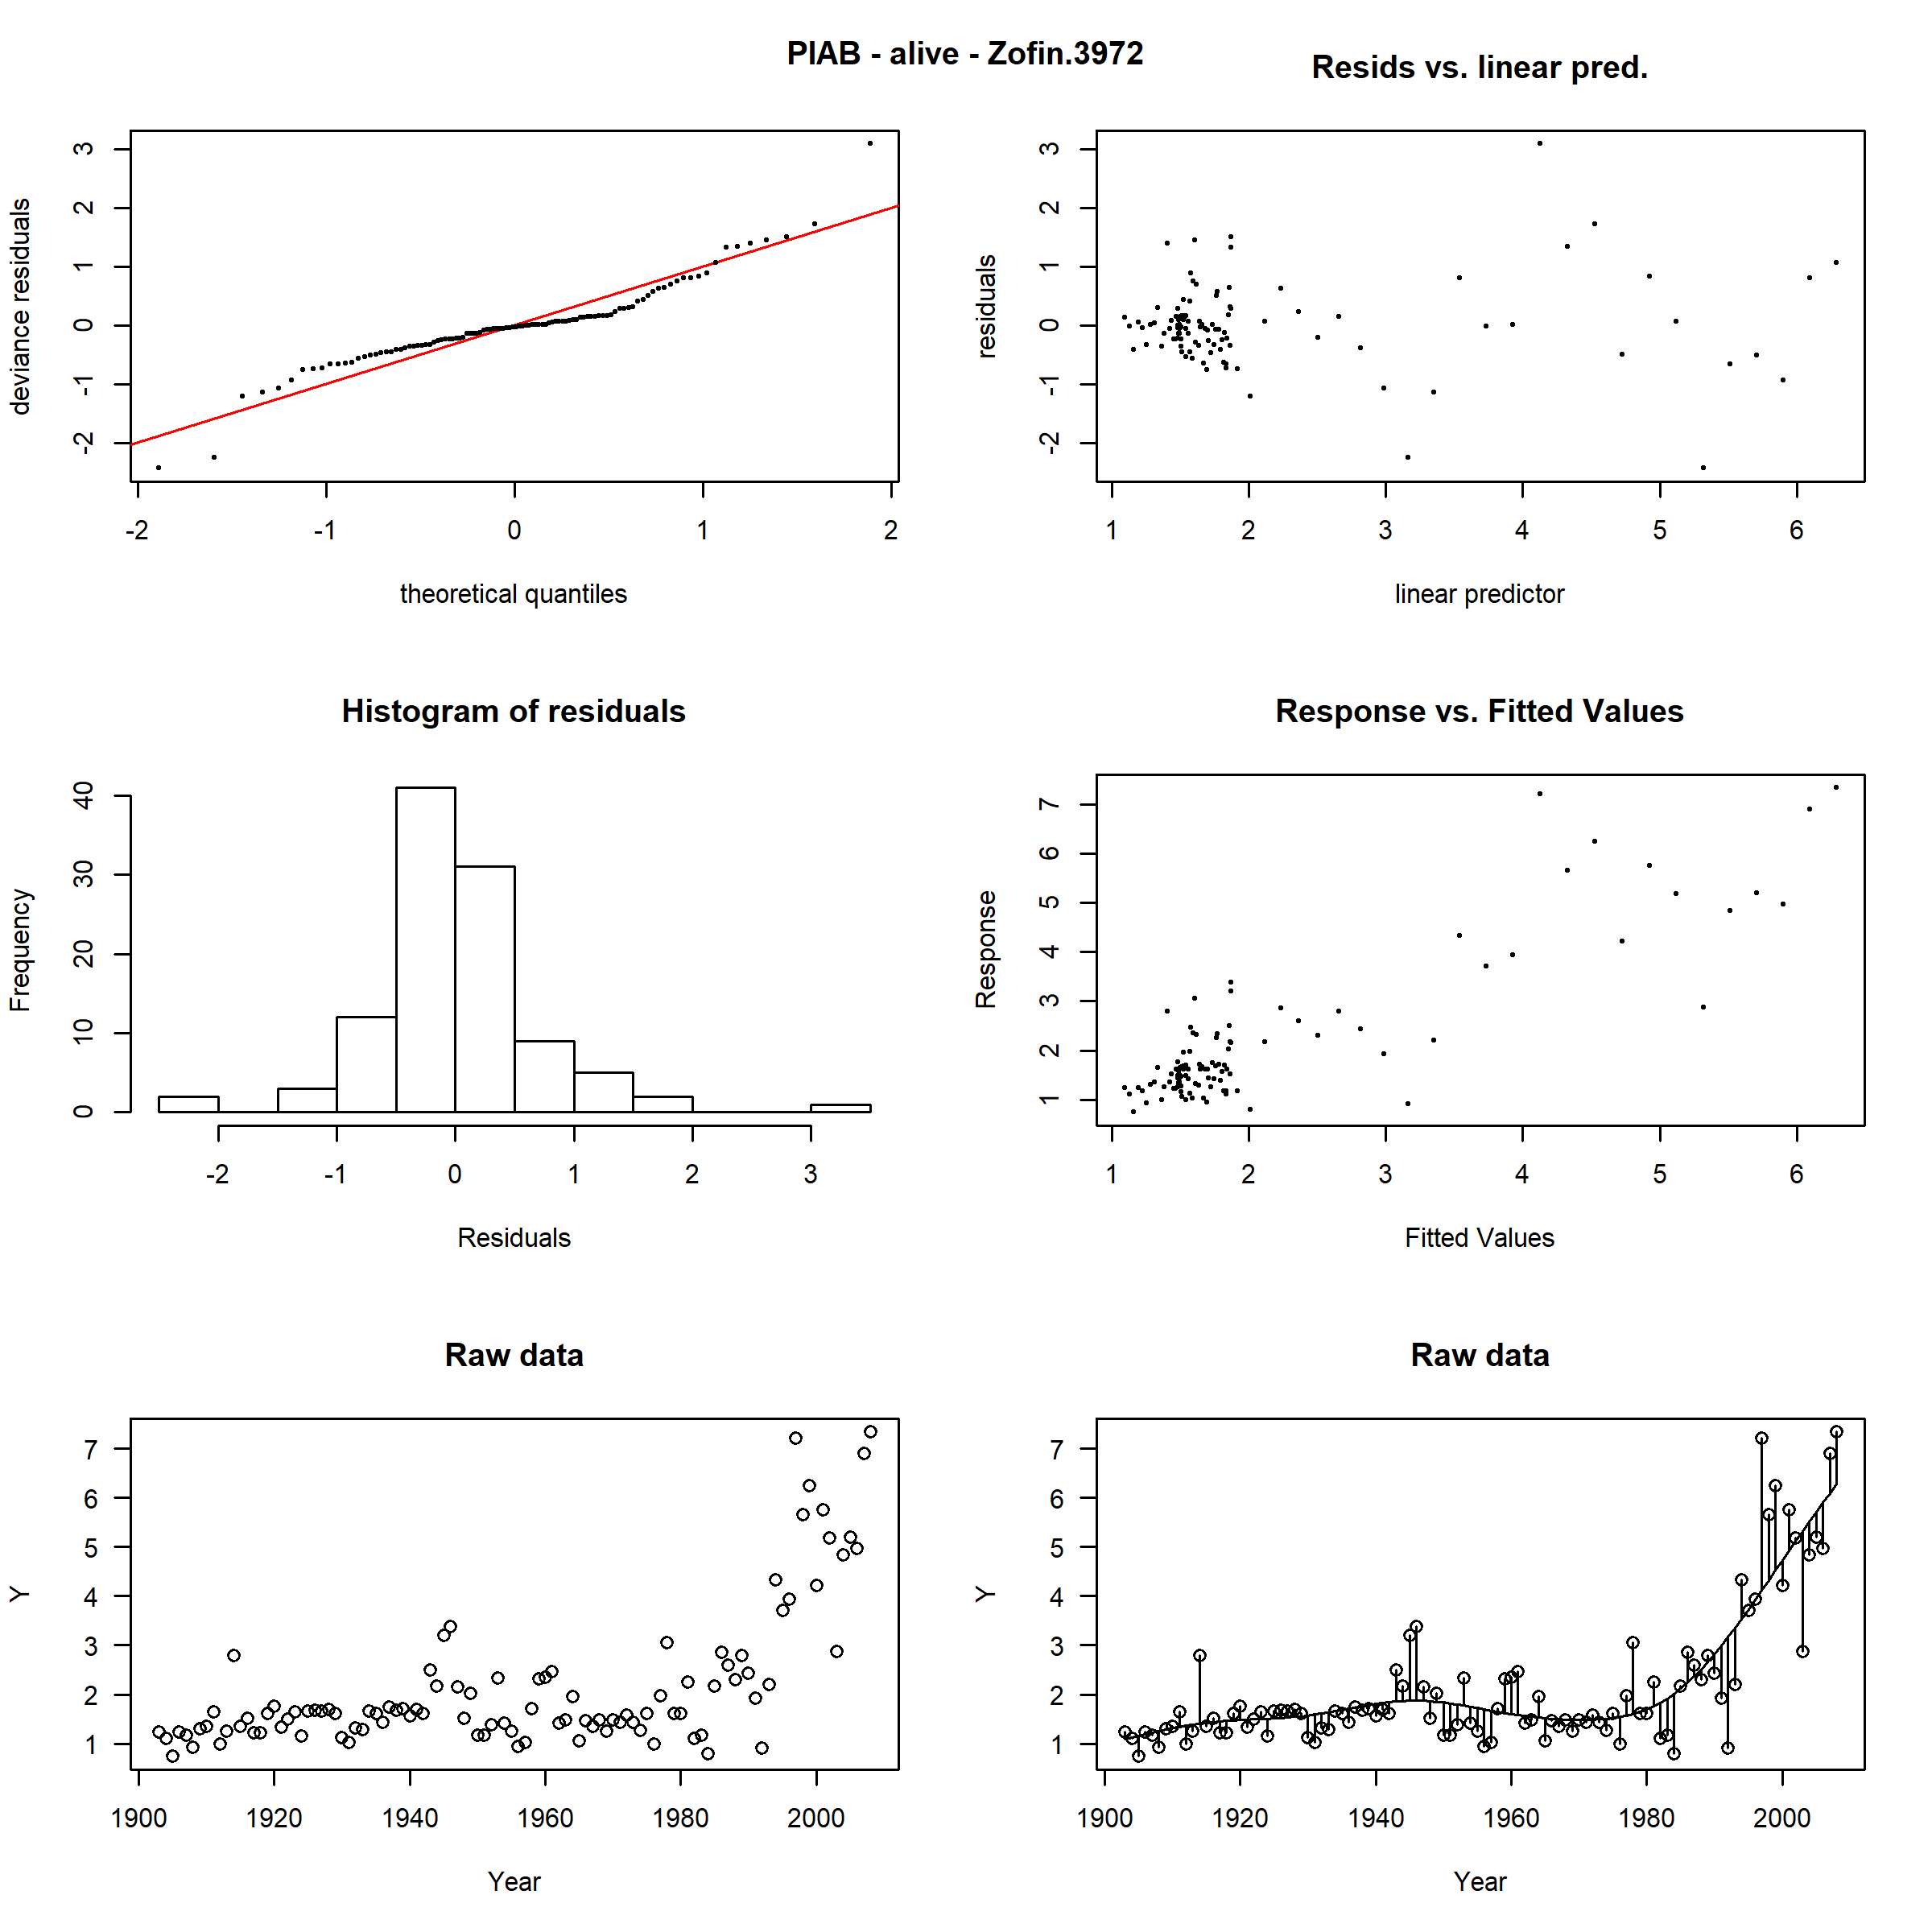 PIAB - alive - Zofin.3972
Resids vs. linear pred.
deviance residuals
3
2
1
0
-1
-2
-2 -1 0 1 2
theoretical quantiles
residuals
3
2
1
0
-1
-2
1 2 3 4 5 6
linear predictor
Histogram of residuals
Frequency
40
30
20
10
0
-2 -1 0 1 2 3
Residuals
Response vs. Fitted Values
Response
7
6
5
4
3
2
1
1 2 3 4 5 6
Fitted Values
Raw data
Y
7
6
5
4
3
2
1
1900 1920 1940 1960 1980 2000
Year
Raw data
Y
7
6
5
4
3
2
1
1900 1920 1940 1960 1980 2000
Year